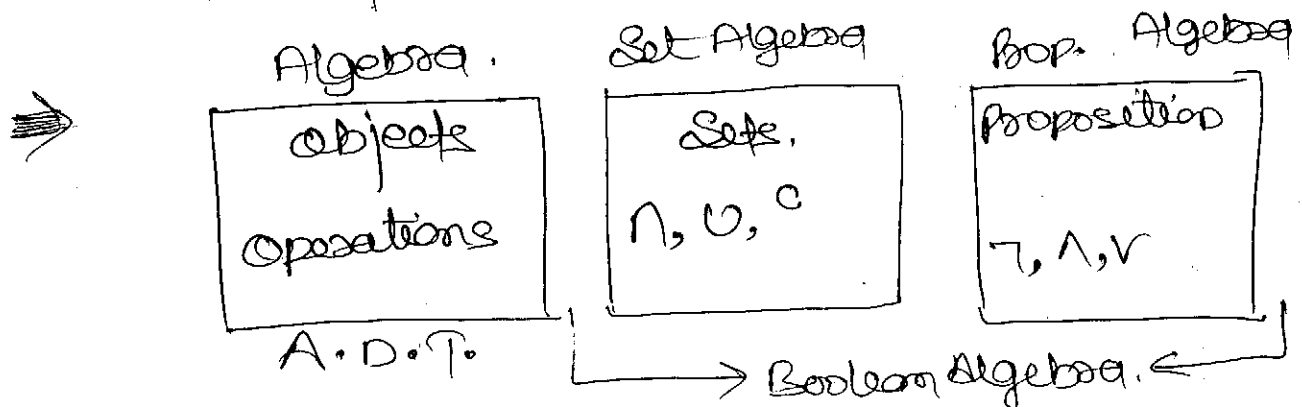 Algebra. Set Algebra Prop. Algebra
Objects Sets. Proposition
Operations ∩, ∪, c ¬, ∧, ∨
A.D.T.
Boolean Algebra.